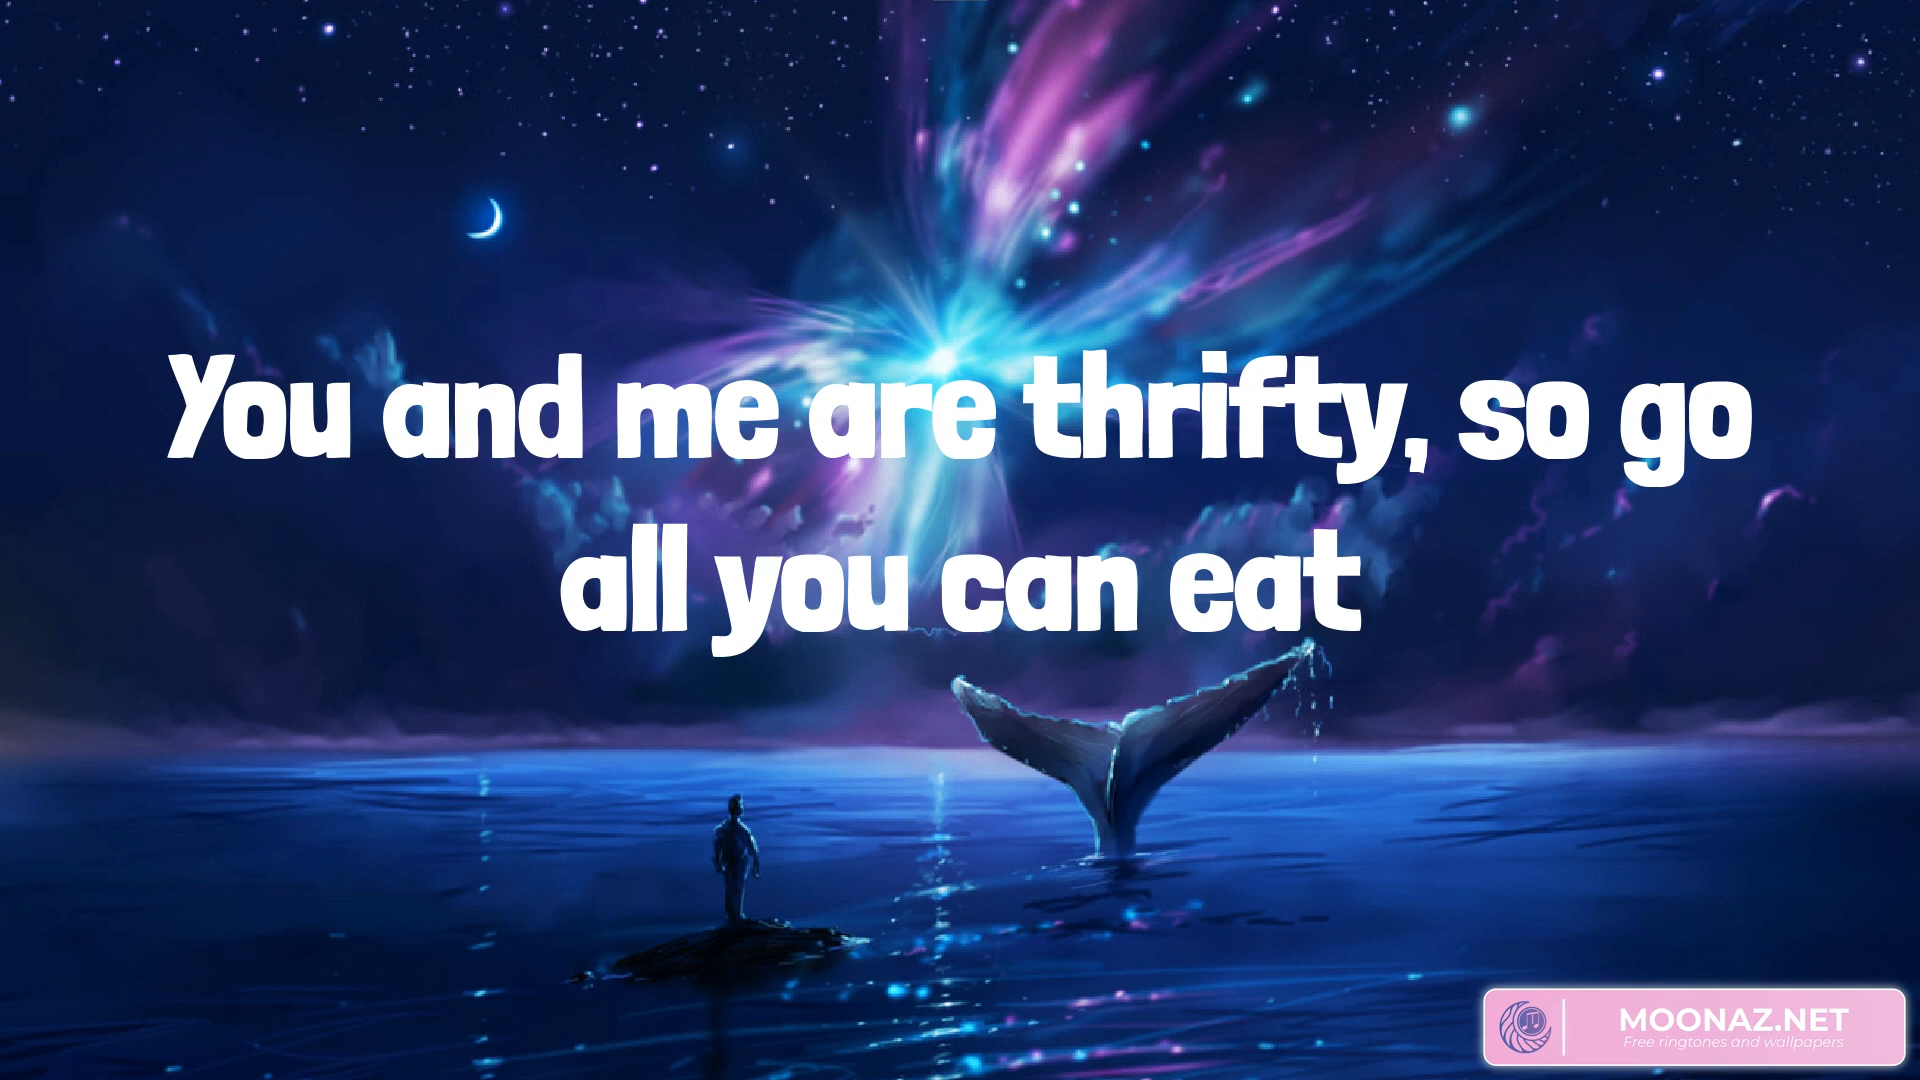 You and me are thrifty, so go
all you can eat
MOONAZ.NET
Free ringtones and wallpapers